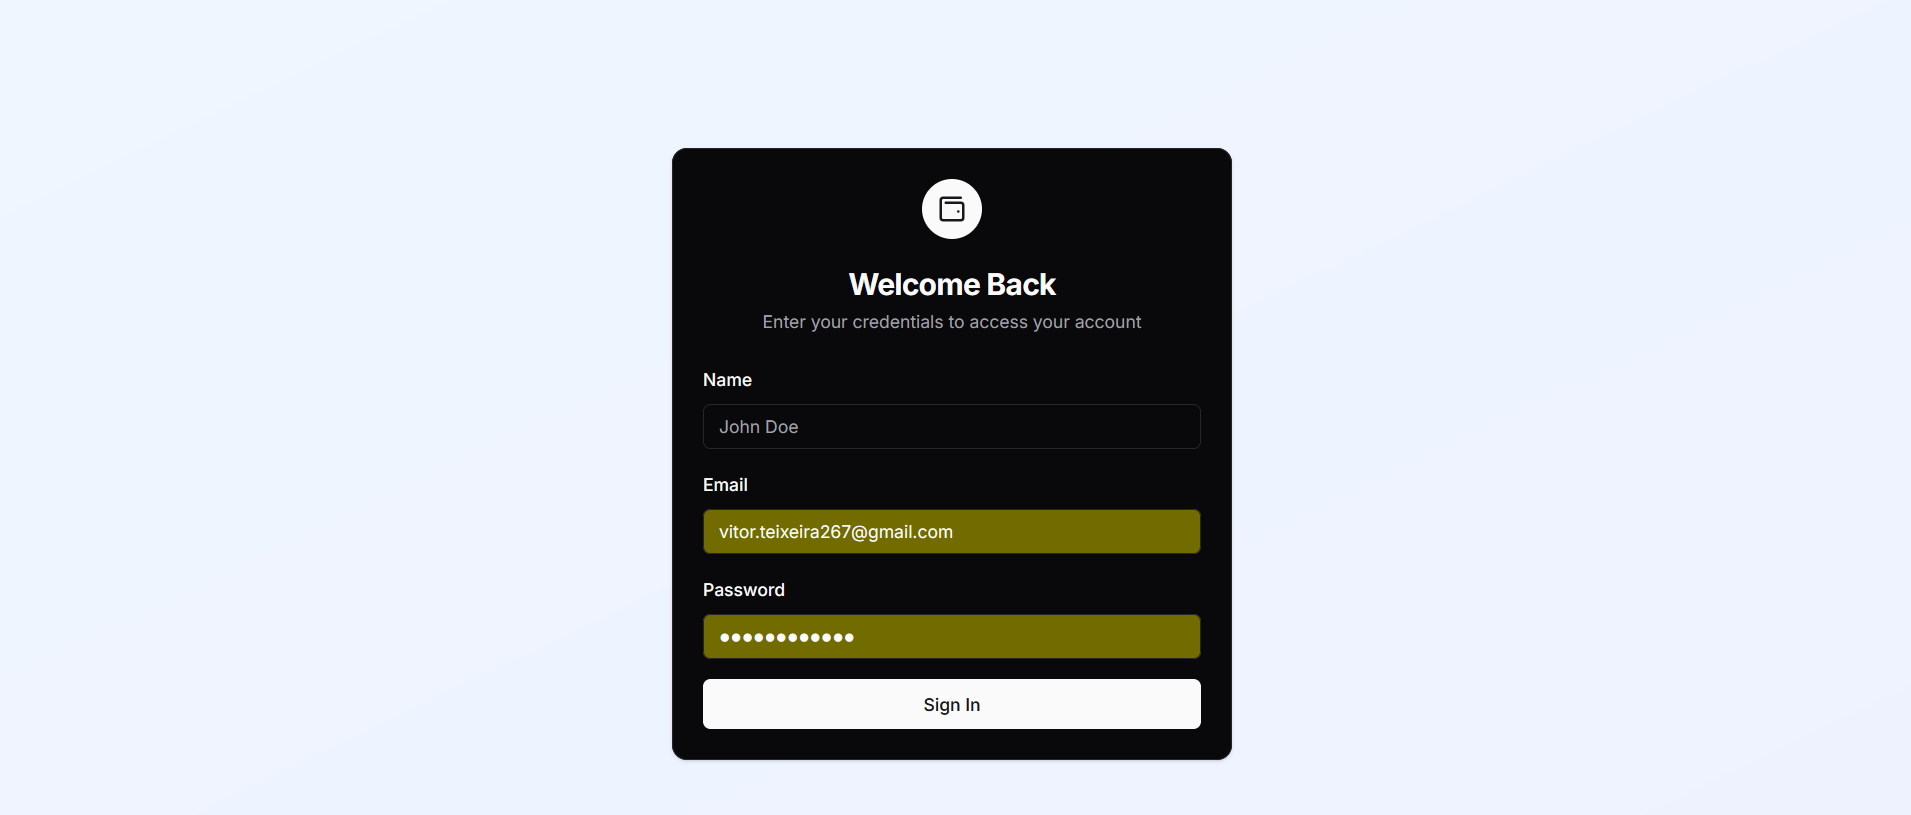 Welcome Back
Enter your credentials to access your account
Name
John Doe
Email
vitor.teixeira267@gmail.com
Password
●●●●●●●●●●●●
Sign In